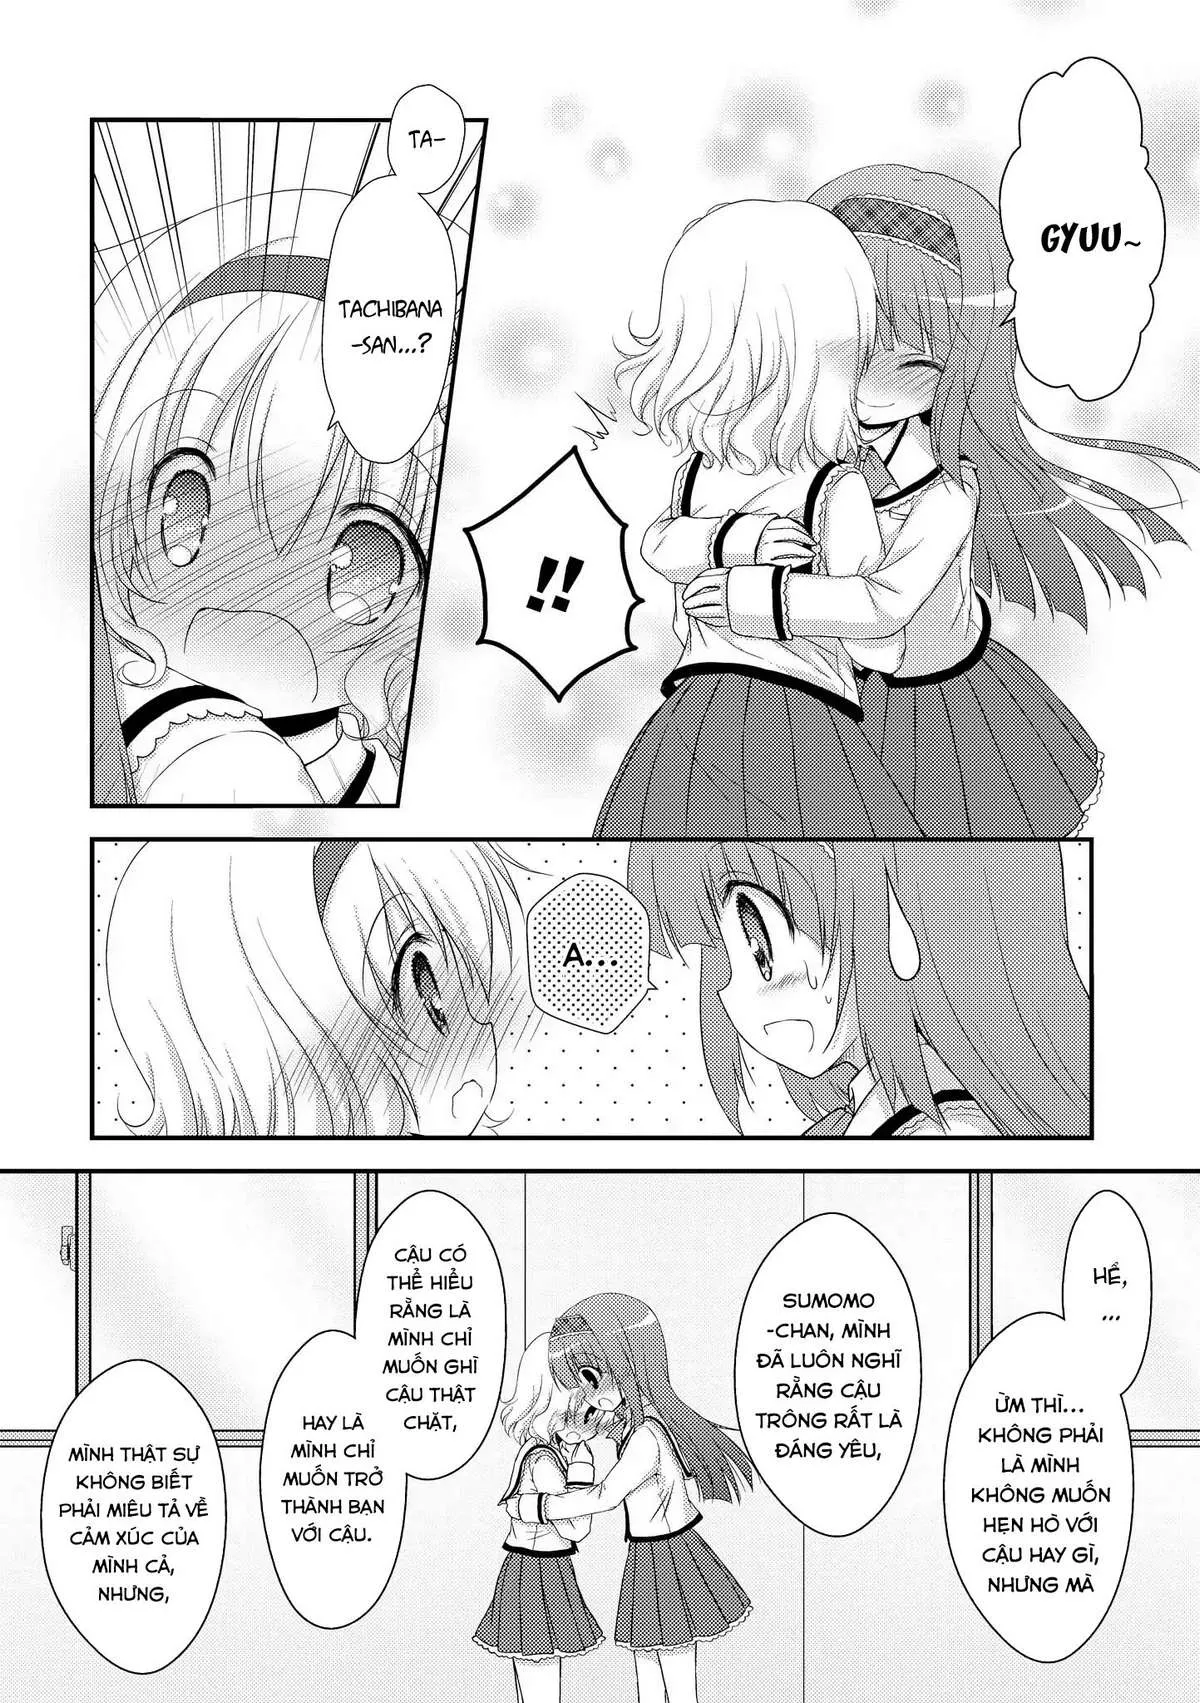 GYUU~
!!
TA-
TACHIBANA
-SAN...?
Ạ...
HỂ,
...
ỪM THÌ...
KHÔNG PHẢI
LÀ MÌNH
KHÔNG MUỐN
HẸN HÒ VỚI
CẬU HAY GÌ,
NHƯNG MÀ
SUMOMO
-CHAN, MÌNH
ĐÃ LUÔN NGHĨ
RẰNG CẬU
TRÔNG RẤT LÀ
ĐÁNG YÊU,
CẬU CÓ
THỂ HIỂU
RẰNG LÀ
MÌNH CHỈ
MUỐN GHÌ
CẬU THẬT
CHẶT,
HAY LÀ
MÌNH CHỈ
MUỐN TRỞ
THÀNH BẠN
VỚI CẬU.
MÌNH THẬT SỰ
KHÔNG BIẾT
PHẢI MIÊU TẢ VỀ
CẢM XÚC CỦA
MÌNH CẢ,
NHƯNG,